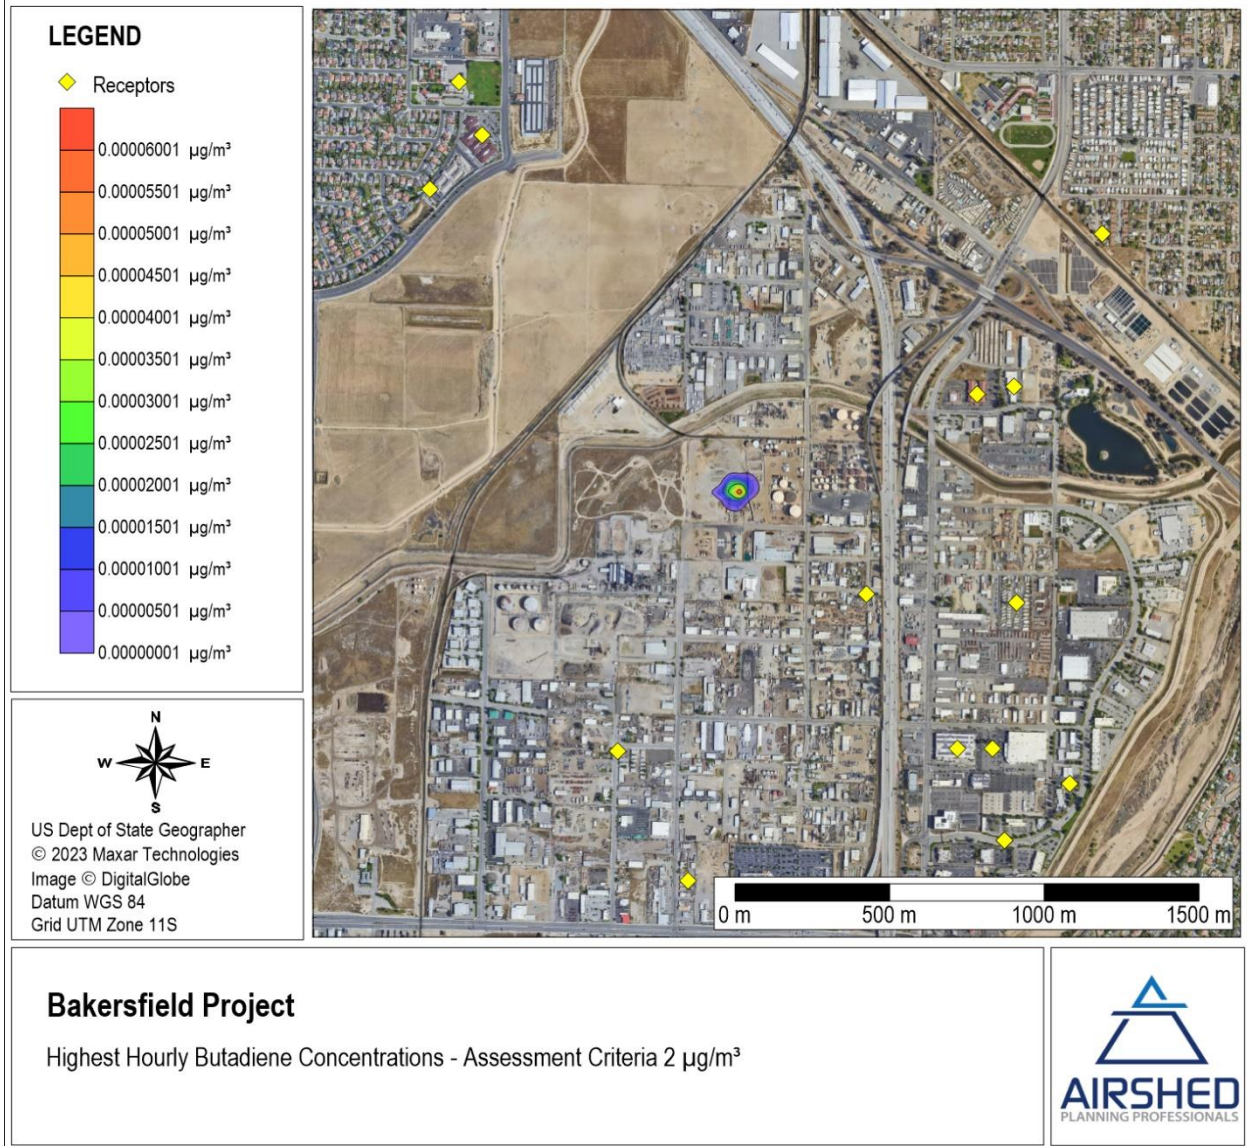 LEGEND
Receptors
0.00006001 µg/m³
0.00005501 µg/m³
0.00005001 µg/m³
0.00004501 µg/m³
0.00004001 µg/m³
0.00003501 µg/m³
0.00003001 µg/m³
0.00002501 µg/m³
0.00002001 µg/m³
0.00001501 µg/m³
0.00001001 µg/m³
0.00000501 µg/m³
0.00000001 µg/m³
N
W E
S
US Dept of State Geographer
© 2023 Maxar Technologies
Image © DigitalGlobe
Datum WGS 84
Grid UTM Zone 11S
0 m 500 m 1000 m 1500 m
Bakersfield Project
Highest Hourly Butadiene Concentrations - Assessment Criteria 2 µg/m³
AIRSHED
PLANNING PROFESSIONALS